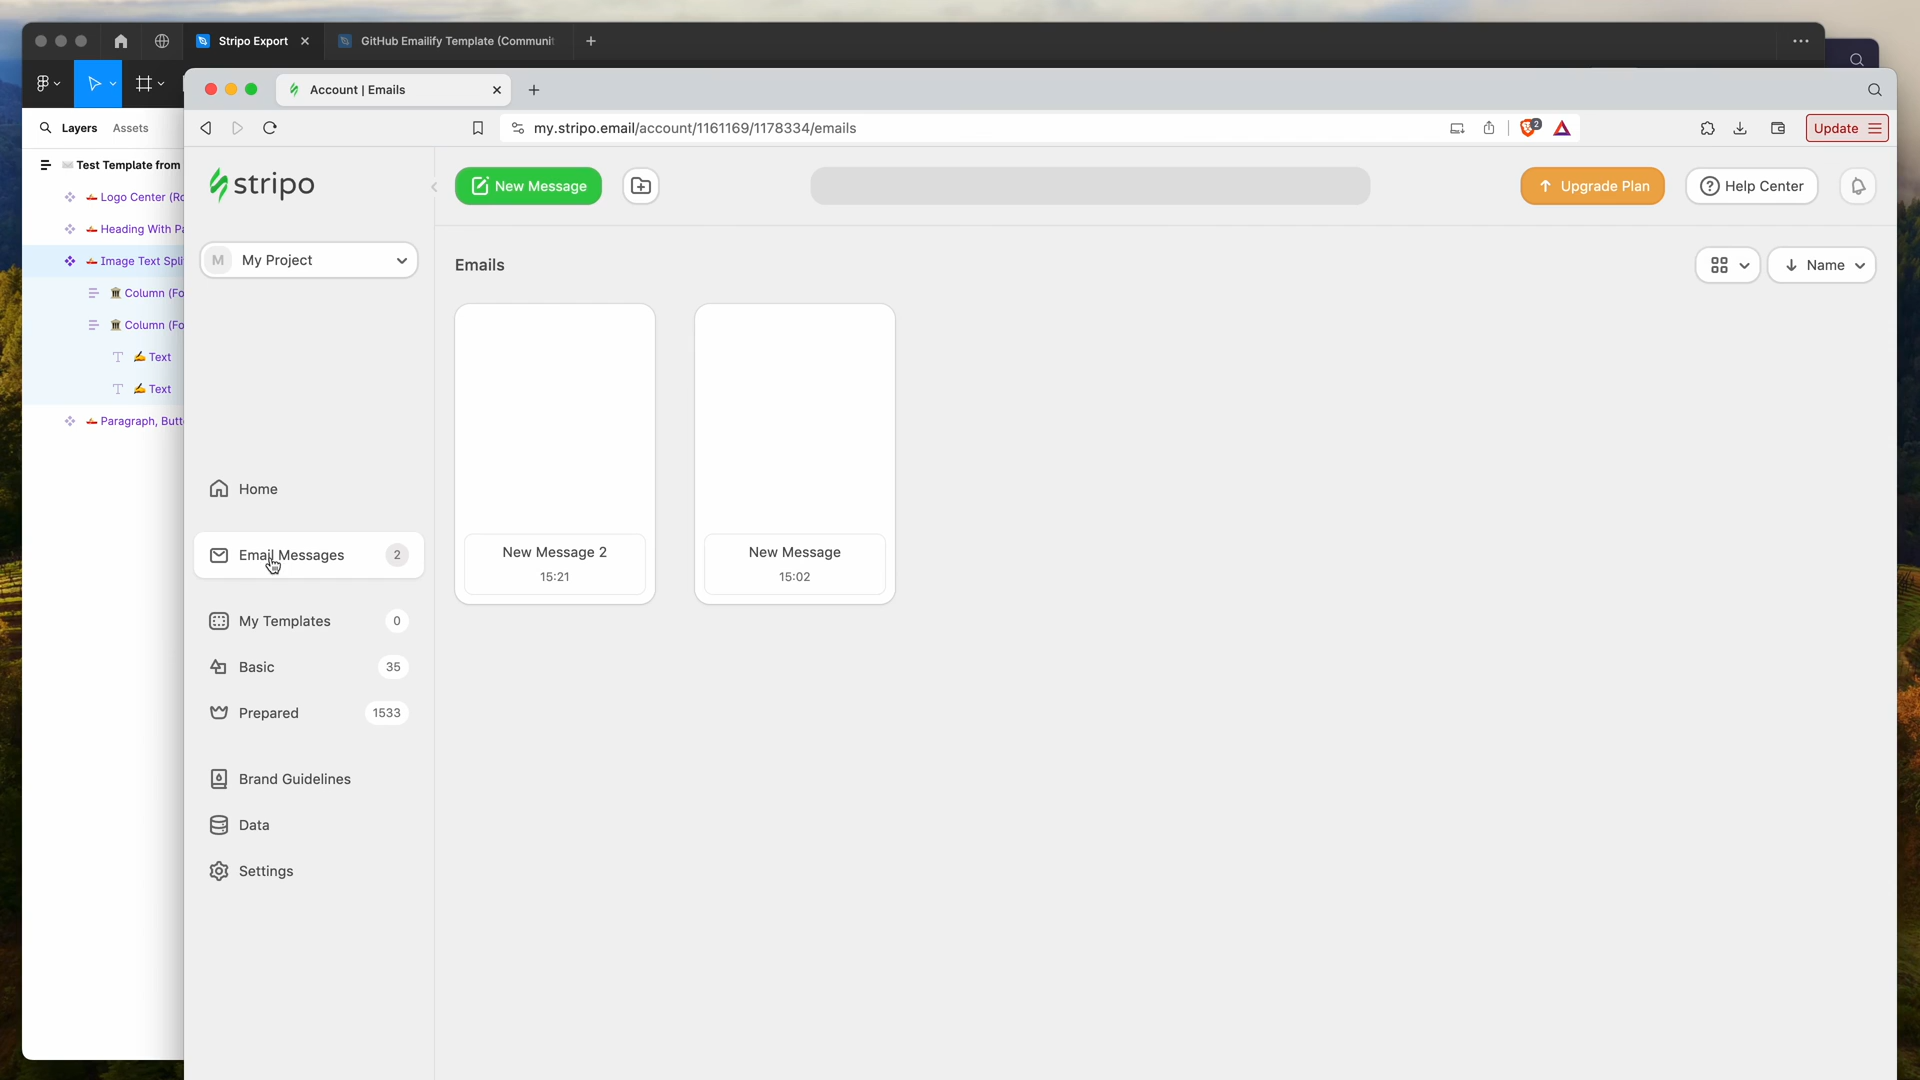 Stripo Export
GitHub Emailify Template (Communi
Layers
Assets
Test Template from
Logo Center (Ro
Heading With Pa
Image Text Spli
Column (Fo
Column (Fo
Text
Text
Paragraph, Butt
Account | Emails
my.stripo.email/account/1161169/1178334/emails
2
Update
stripo
New Message
Upgrade Plan
Help Center
M
My Project
Emails
Name
Home
Email Messages
2
My Templates
0
Basic
35
Prepared
1533
Brand Guidelines
Data
Settings
New Message 2
15:21
New Message
15:02